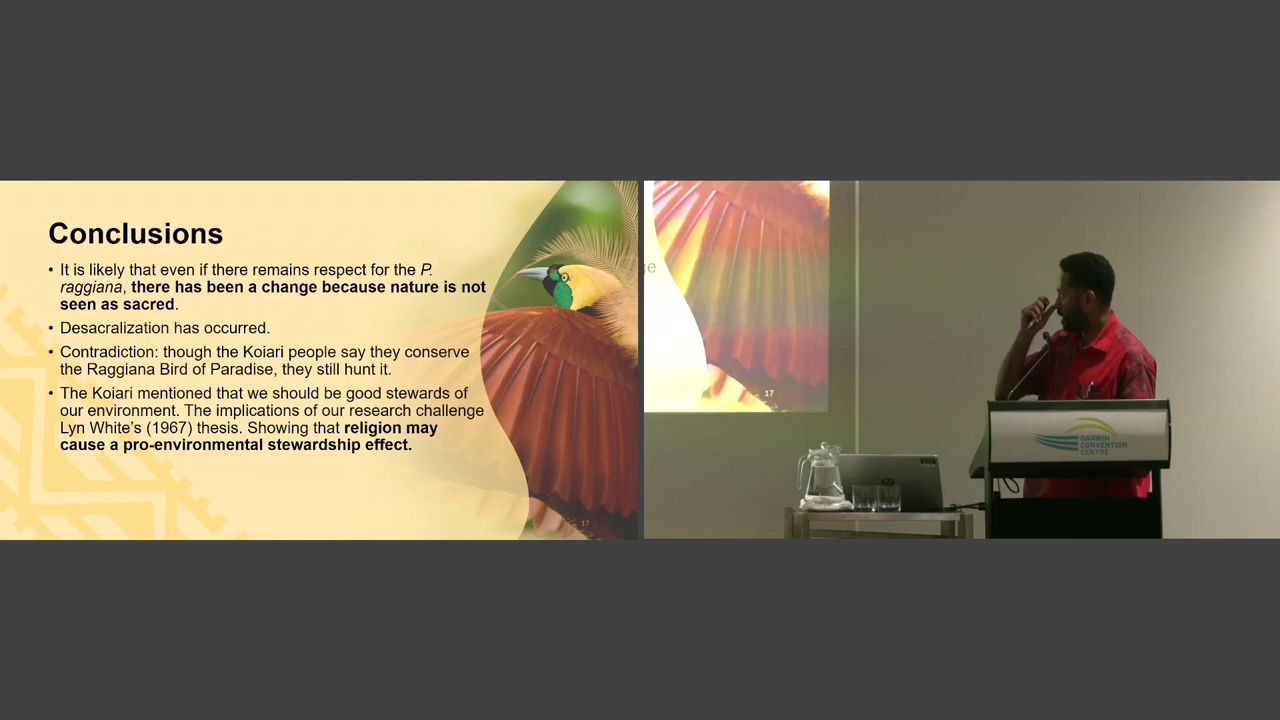 Conclusions
• It is likely that even if there remains respect for the P.
raggiana, there has been a change because nature is not
seen as sacred.
• Desacralization has occurred.
• Contradiction: though the Koiari people say they conserve
the Raggiana Bird of Paradise, they still hunt it.
• The Koiari mentioned that we should be good stewards of
our environment. The implications of our research challenge
Lyn White's (1967) thesis. Showing that religion may
cause a pro-environmental stewardship effect.
17
ge
17
DARWIN
CONVENTION
CENTRE